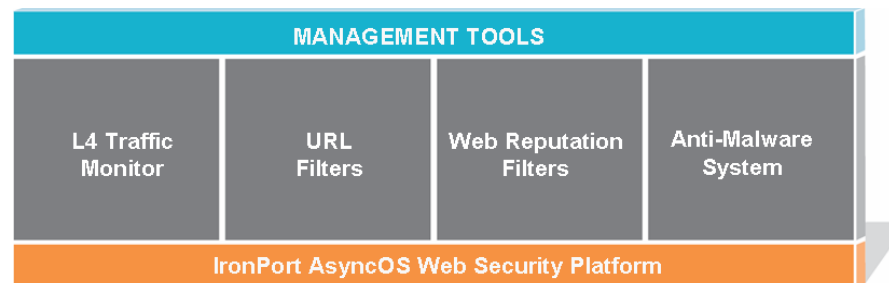 MANAGEMENT TOOLS
L4 Traffic
Monitor
URL
Filters
Web Reputation
Filters
Anti-Malware
System
IronPort AsyncOS Web Security Platform